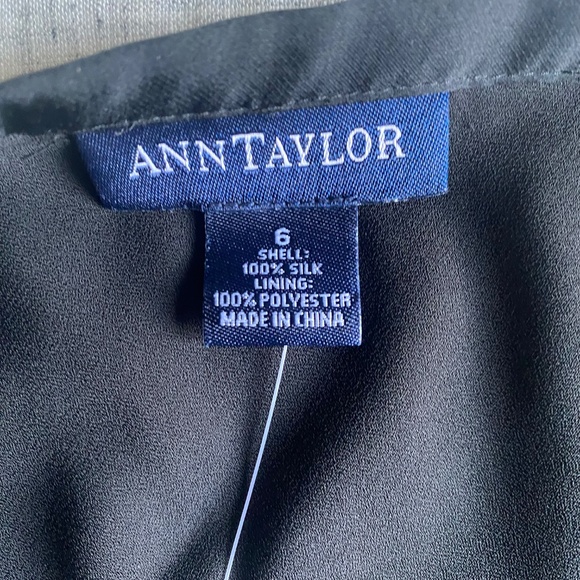 ANNTAYLOR
6
SHELL:
100% SILK
LINING:
100% POLYESTER
MADE IN CHINA